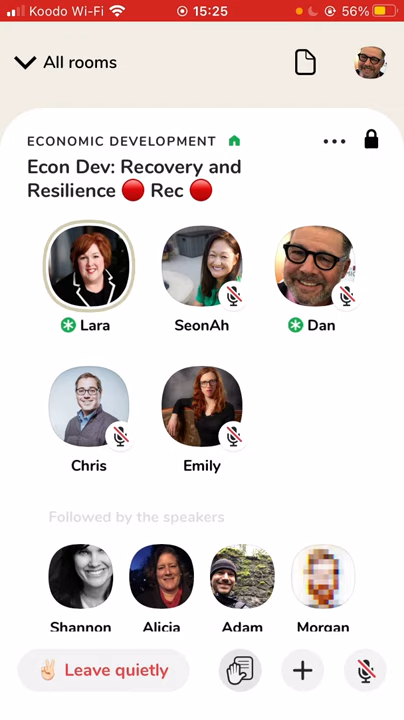 Koodo Wi-Fi 15:25 56%
All rooms
ECONOMIC DEVELOPMENT
Econ Dev: Recovery and
Resilience 🔴 Rec 🔴
Lara SeonAh Dan
Chris Emily
Followed by the speakers
Shannon Alicia Adam Morgan
✌🏻 Leave quietly